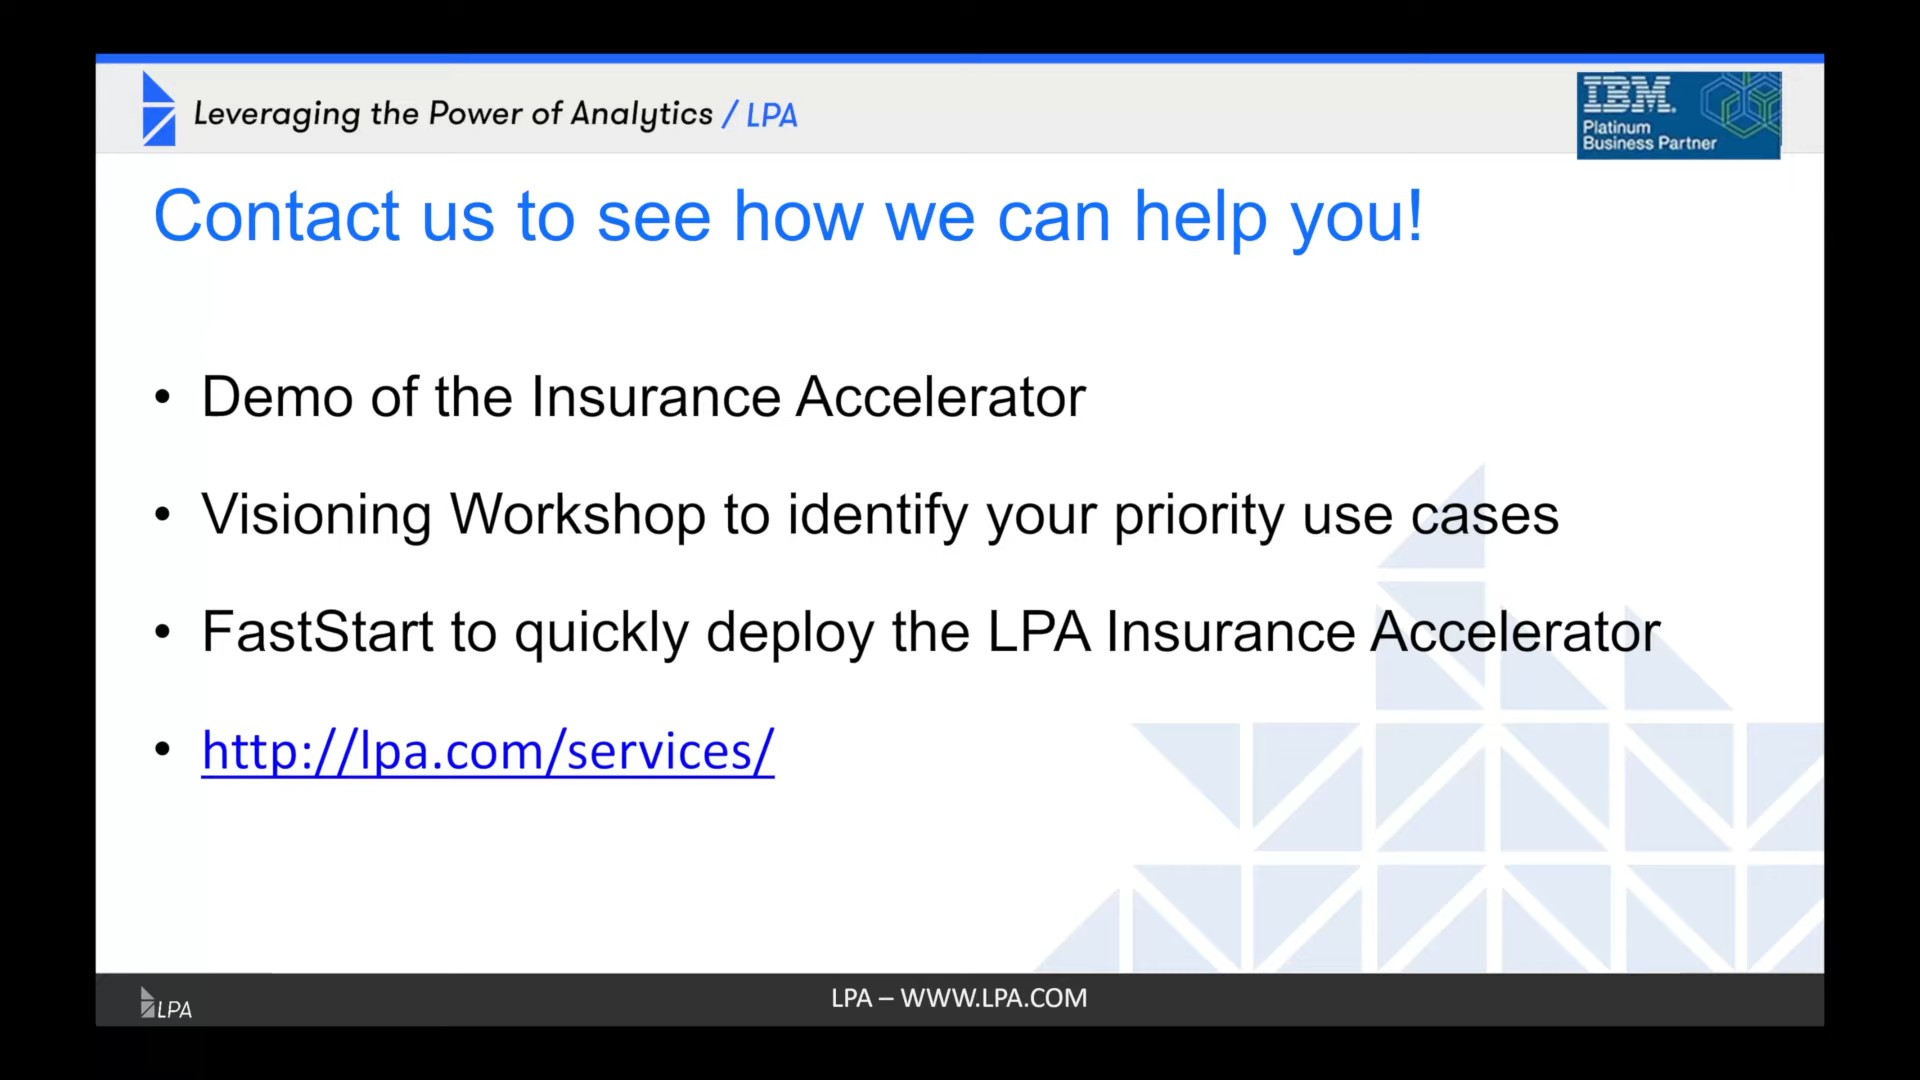 Leveraging the Power of Analytics / LPA
IBM.
Platinum
Business Partner
Contact us to see how we can help you!
• Demo of the Insurance Accelerator
• Visioning Workshop to identify your priority use cases
• FastStart to quickly deploy the LPA Insurance Accelerator
• http://lpa.com/services/
LPA
LPA – WWW.LPA.COM